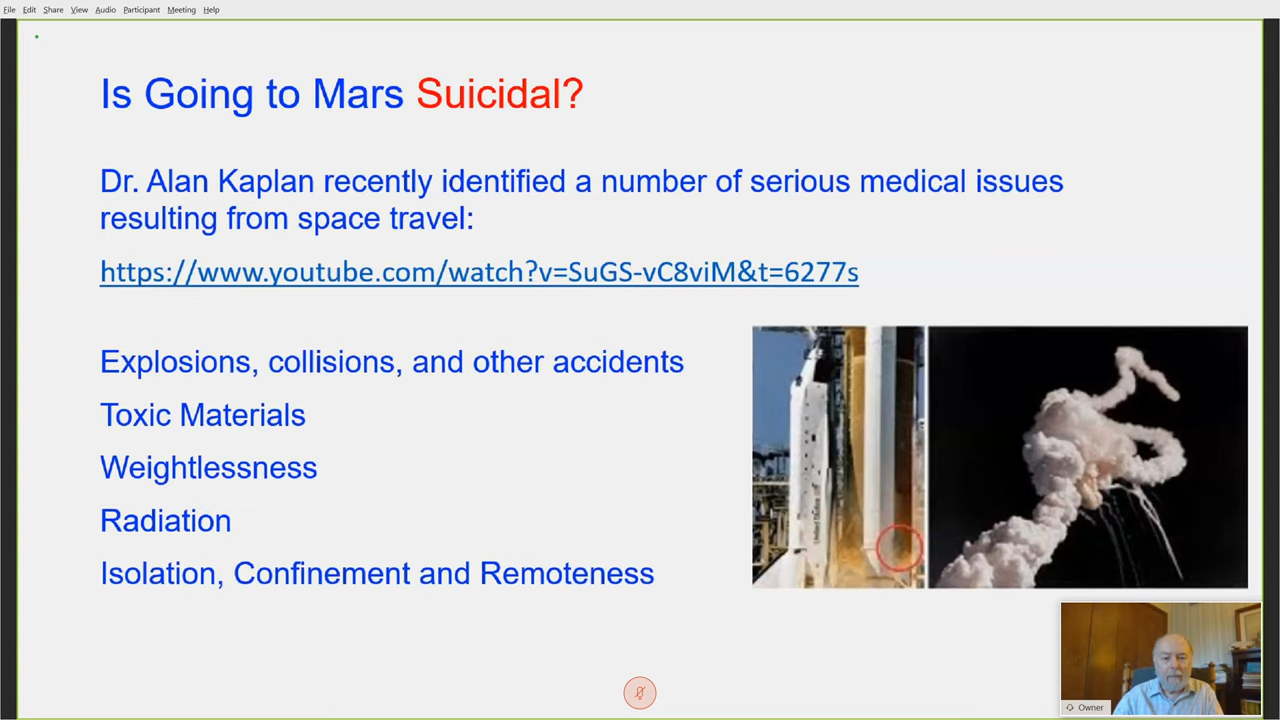 File Edit Share View Audio Participant Meeting Help
Is Going to Mars Suicidal?
Dr. Alan Kaplan recently identified a number of serious medical issues
resulting from space travel:
https://www.youtube.com/watch?v=SuGS-vC8viM&t=6277s
Explosions, collisions, and other accidents
Toxic Materials
Weightlessness
Radiation
Isolation, Confinement and Remoteness
United States
Owner